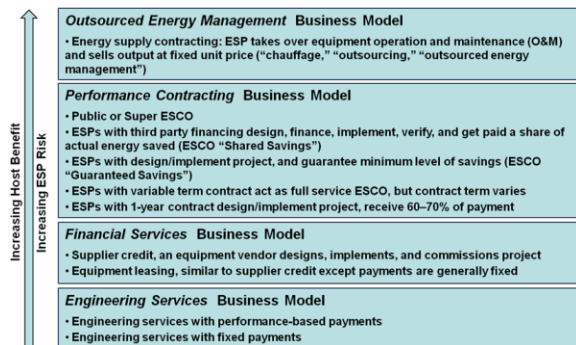 Outsourced Energy Management Business Model
• Energy supply contracting: ESP takes over equipment operation and maintenance (O&M)
and sells output at fixed unit price (“chauffage,” “outsourcing,” “outsourced energy
management”)
Performance Contracting Business Model
• Public or Super ESCO
• ESPs with third party financing design, finance, implement, verify, and get paid a share of
actual energy saved (ESCO “Shared Savings”)
• ESPs with design/implement project, and guarantee minimum level of savings (ESCO
“Guaranteed Savings”)
• ESPs with variable term contract act as full service ESCO, but contract term varies
• ESPs with 1-year contract design/implement project, receive 60–70% of payment
Financial Services Business Model
• Supplier credit, an equipment vendor designs, implements, and commissions project
• Equipment leasing, similar to supplier credit except payments are generally fixed
Engineering Services Business Model
• Engineering services with performance-based payments
• Engineering services with fixed payments
Increasing Host Benefit
Increasing ESP Risk